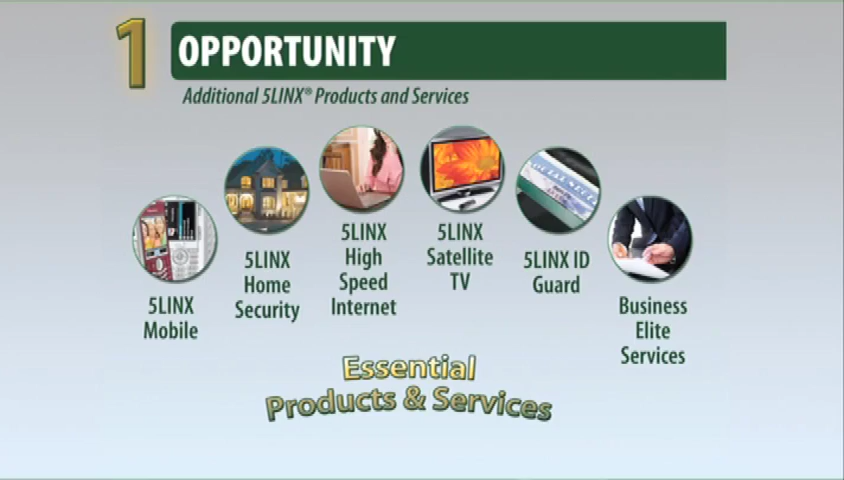 1 OPPORTUNITY
Additional 5LINX® Products and Services
5LINX
Mobile
5LINX
Home
Security
5LINX
High
Speed
Internet
5LINX
Satellite
TV
5LINX ID
Guard
Business
Elite
Services
Essential
Products & Services